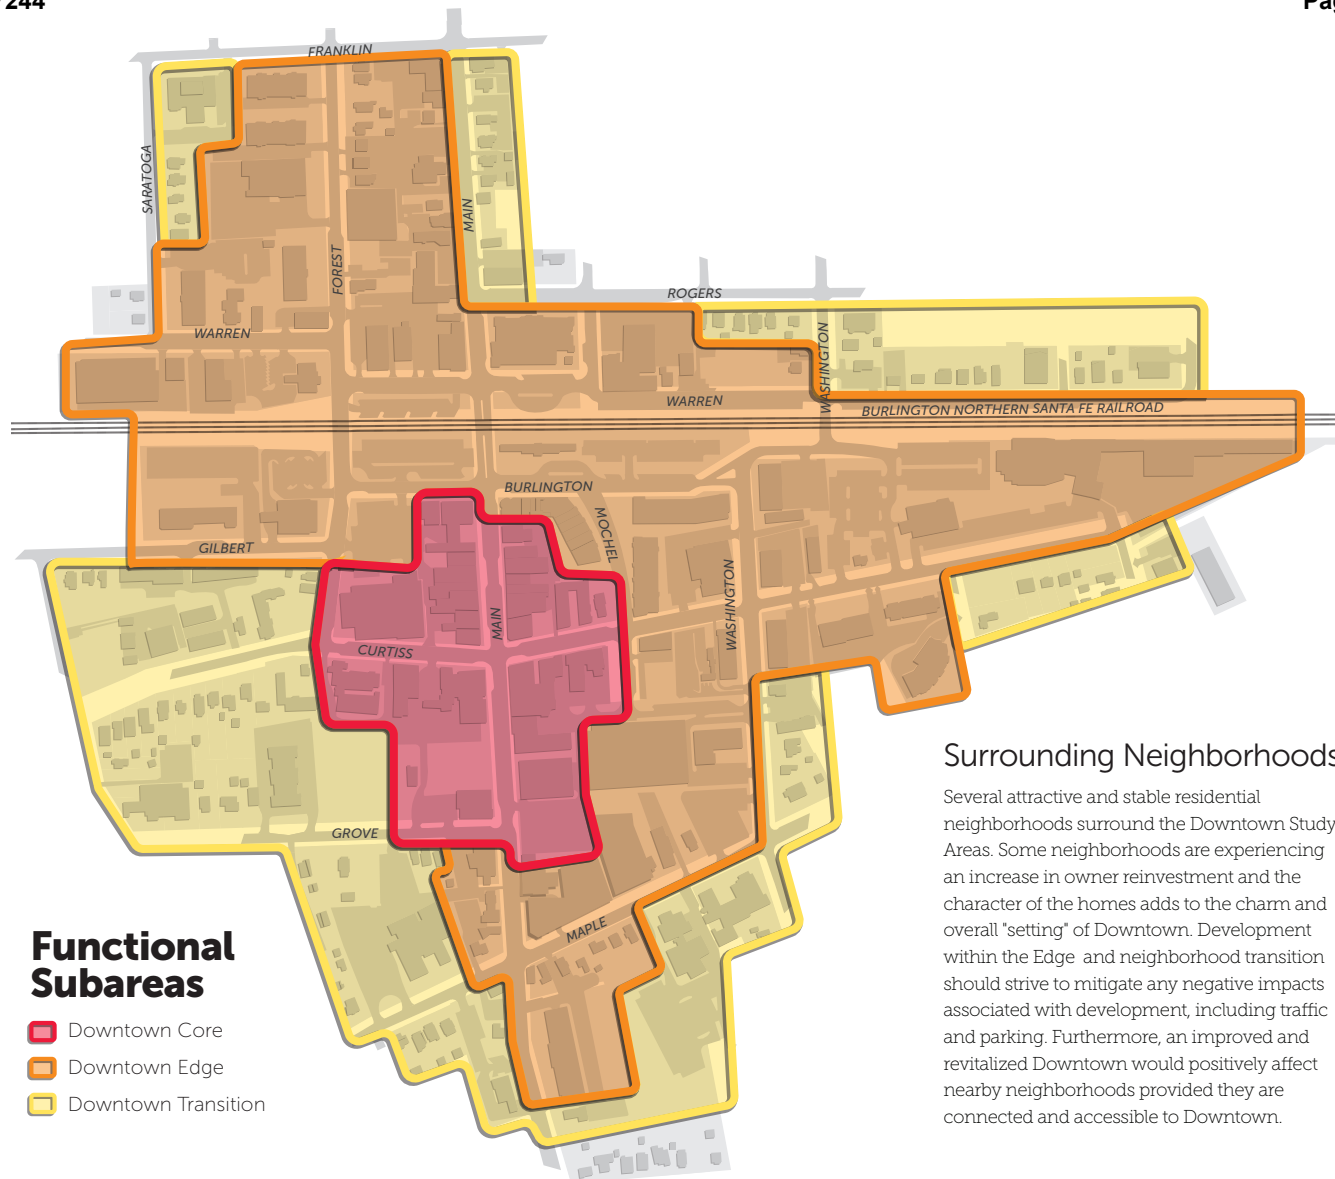 244
Pag
FRANKLIN
SARATOGA
MAIN
FOREST
ROGERS
WARREN
WASHINGTON
WARREN
BURLINGTON NORTHERN SANTA FE RAILROAD
BURLINGTON
MOCHEL
GILBERT
WASHINGTON
MAIN
CURTISS
GROVE
MAPLE
Surrounding Neighborhoods
Several attractive and stable residential
neighborhoods surround the Downtown Study
Areas. Some neighborhoods are experiencing
an increase in owner reinvestment and the
character of the homes adds to the charm and
overall "setting" of Downtown. Development
within the Edge and neighborhood transition
should strive to mitigate any negative impacts
associated with development, including traffic
and parking. Furthermore, an improved and
revitalized Downtown would positively affect
nearby neighborhoods provided they are
connected and accessible to Downtown.
Functional
Subareas
Downtown Core
Downtown Edge
Downtown Transition